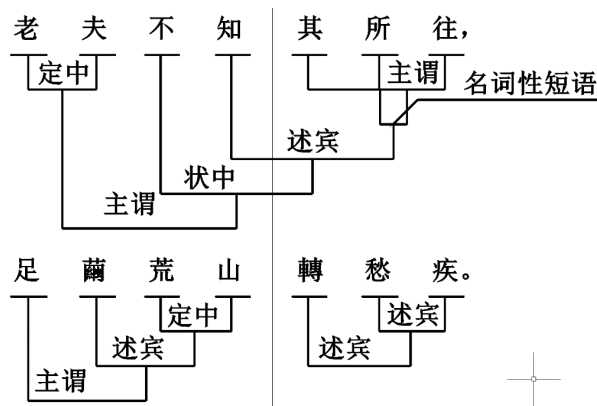 老夫不知其所往，
定中 主谓 名词性短语
述宾
状中
主谓
足繭荒山轉愁疾。
定中 述宾
述宾 述宾
主谓